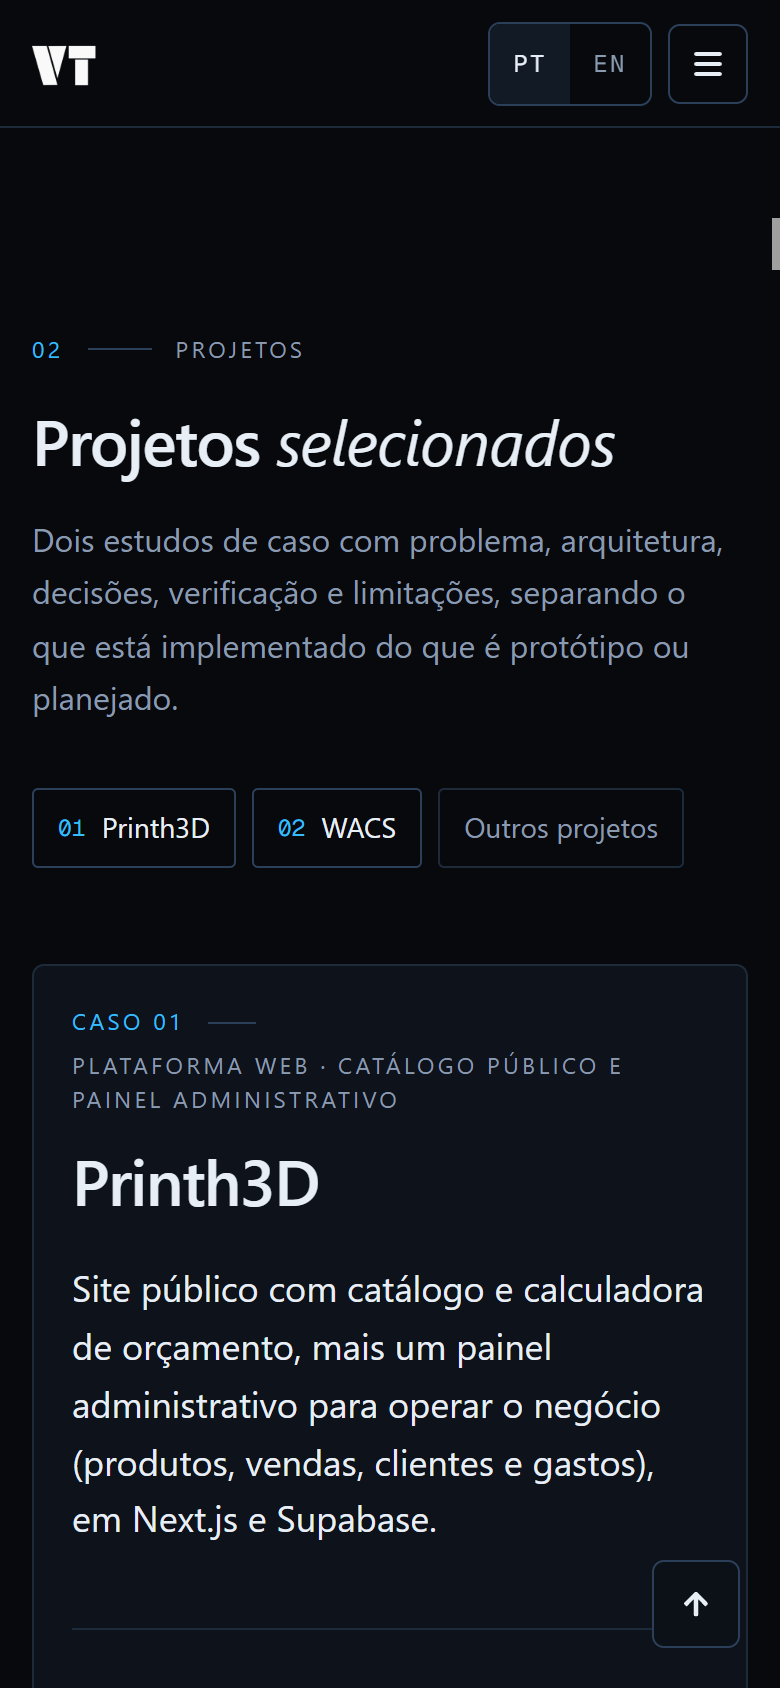 VT
PT EN
02 PROJETOS
Projetos selecionados
Dois estudos de caso com problema, arquitetura,
decisões, verificação e limitações, separando o
que está implementado do que é protótipo ou
planejado.
01 Printh3D 02 WACS Outros projetos
CASO 01
PLATAFORMA WEB · CATÁLOGO PÚBLICO E
PAINEL ADMINISTRATIVO
Printh3D
Site público com catálogo e calculadora
de orçamento, mais um painel
administrativo para operar o negócio
(produtos, vendas, clientes e gastos),
em Next.js e Supabase.